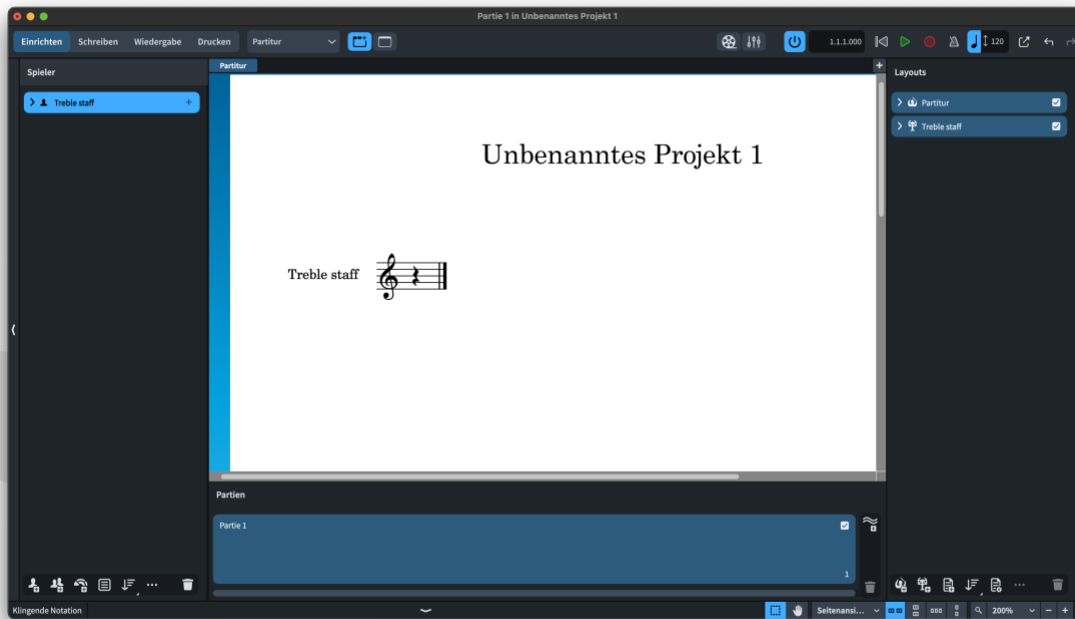 Partie 1 in Unbenanntes Projekt 1
Einrichten Schreiben Wiedergabe Drucken Partitur 1.1.1.000 120
Spieler
Treble staff
Partitur
Unbenanntes Projekt 1
Treble staff
Layouts
Partitur
Treble staff
Partien
Partie 1
1
Klingende Notation Seitenansi... 200%